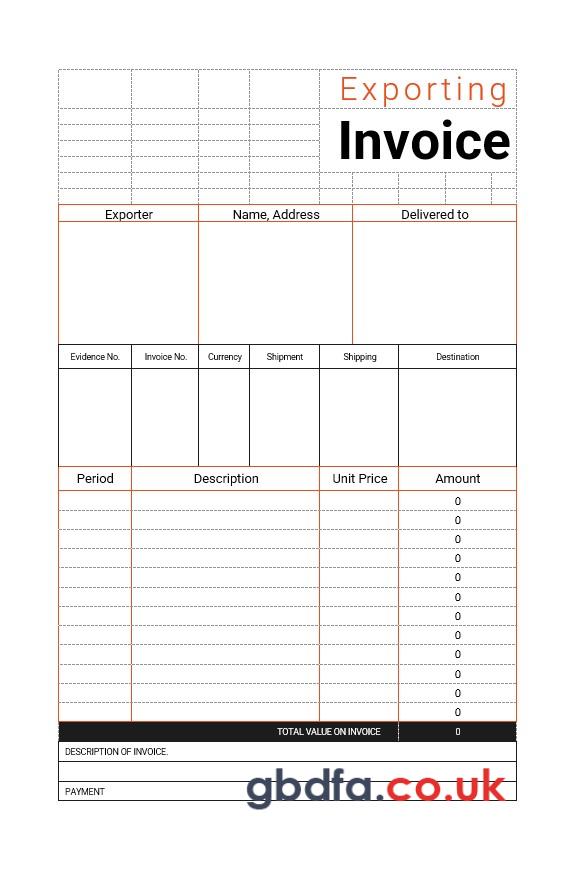 Exporting
Invoice
Exporter Name, Address Delivered to
Evidence No. Invoice No. Currency Shipment Shipping Destination
Period Description Unit Price Amount
0
0
0
0
0
0
0
0
0
0
0
0
TOTAL VALUE ON INVOICE 0
DESCRIPTION OF INVOICE.
PAYMENT
gbdfa.co.uk